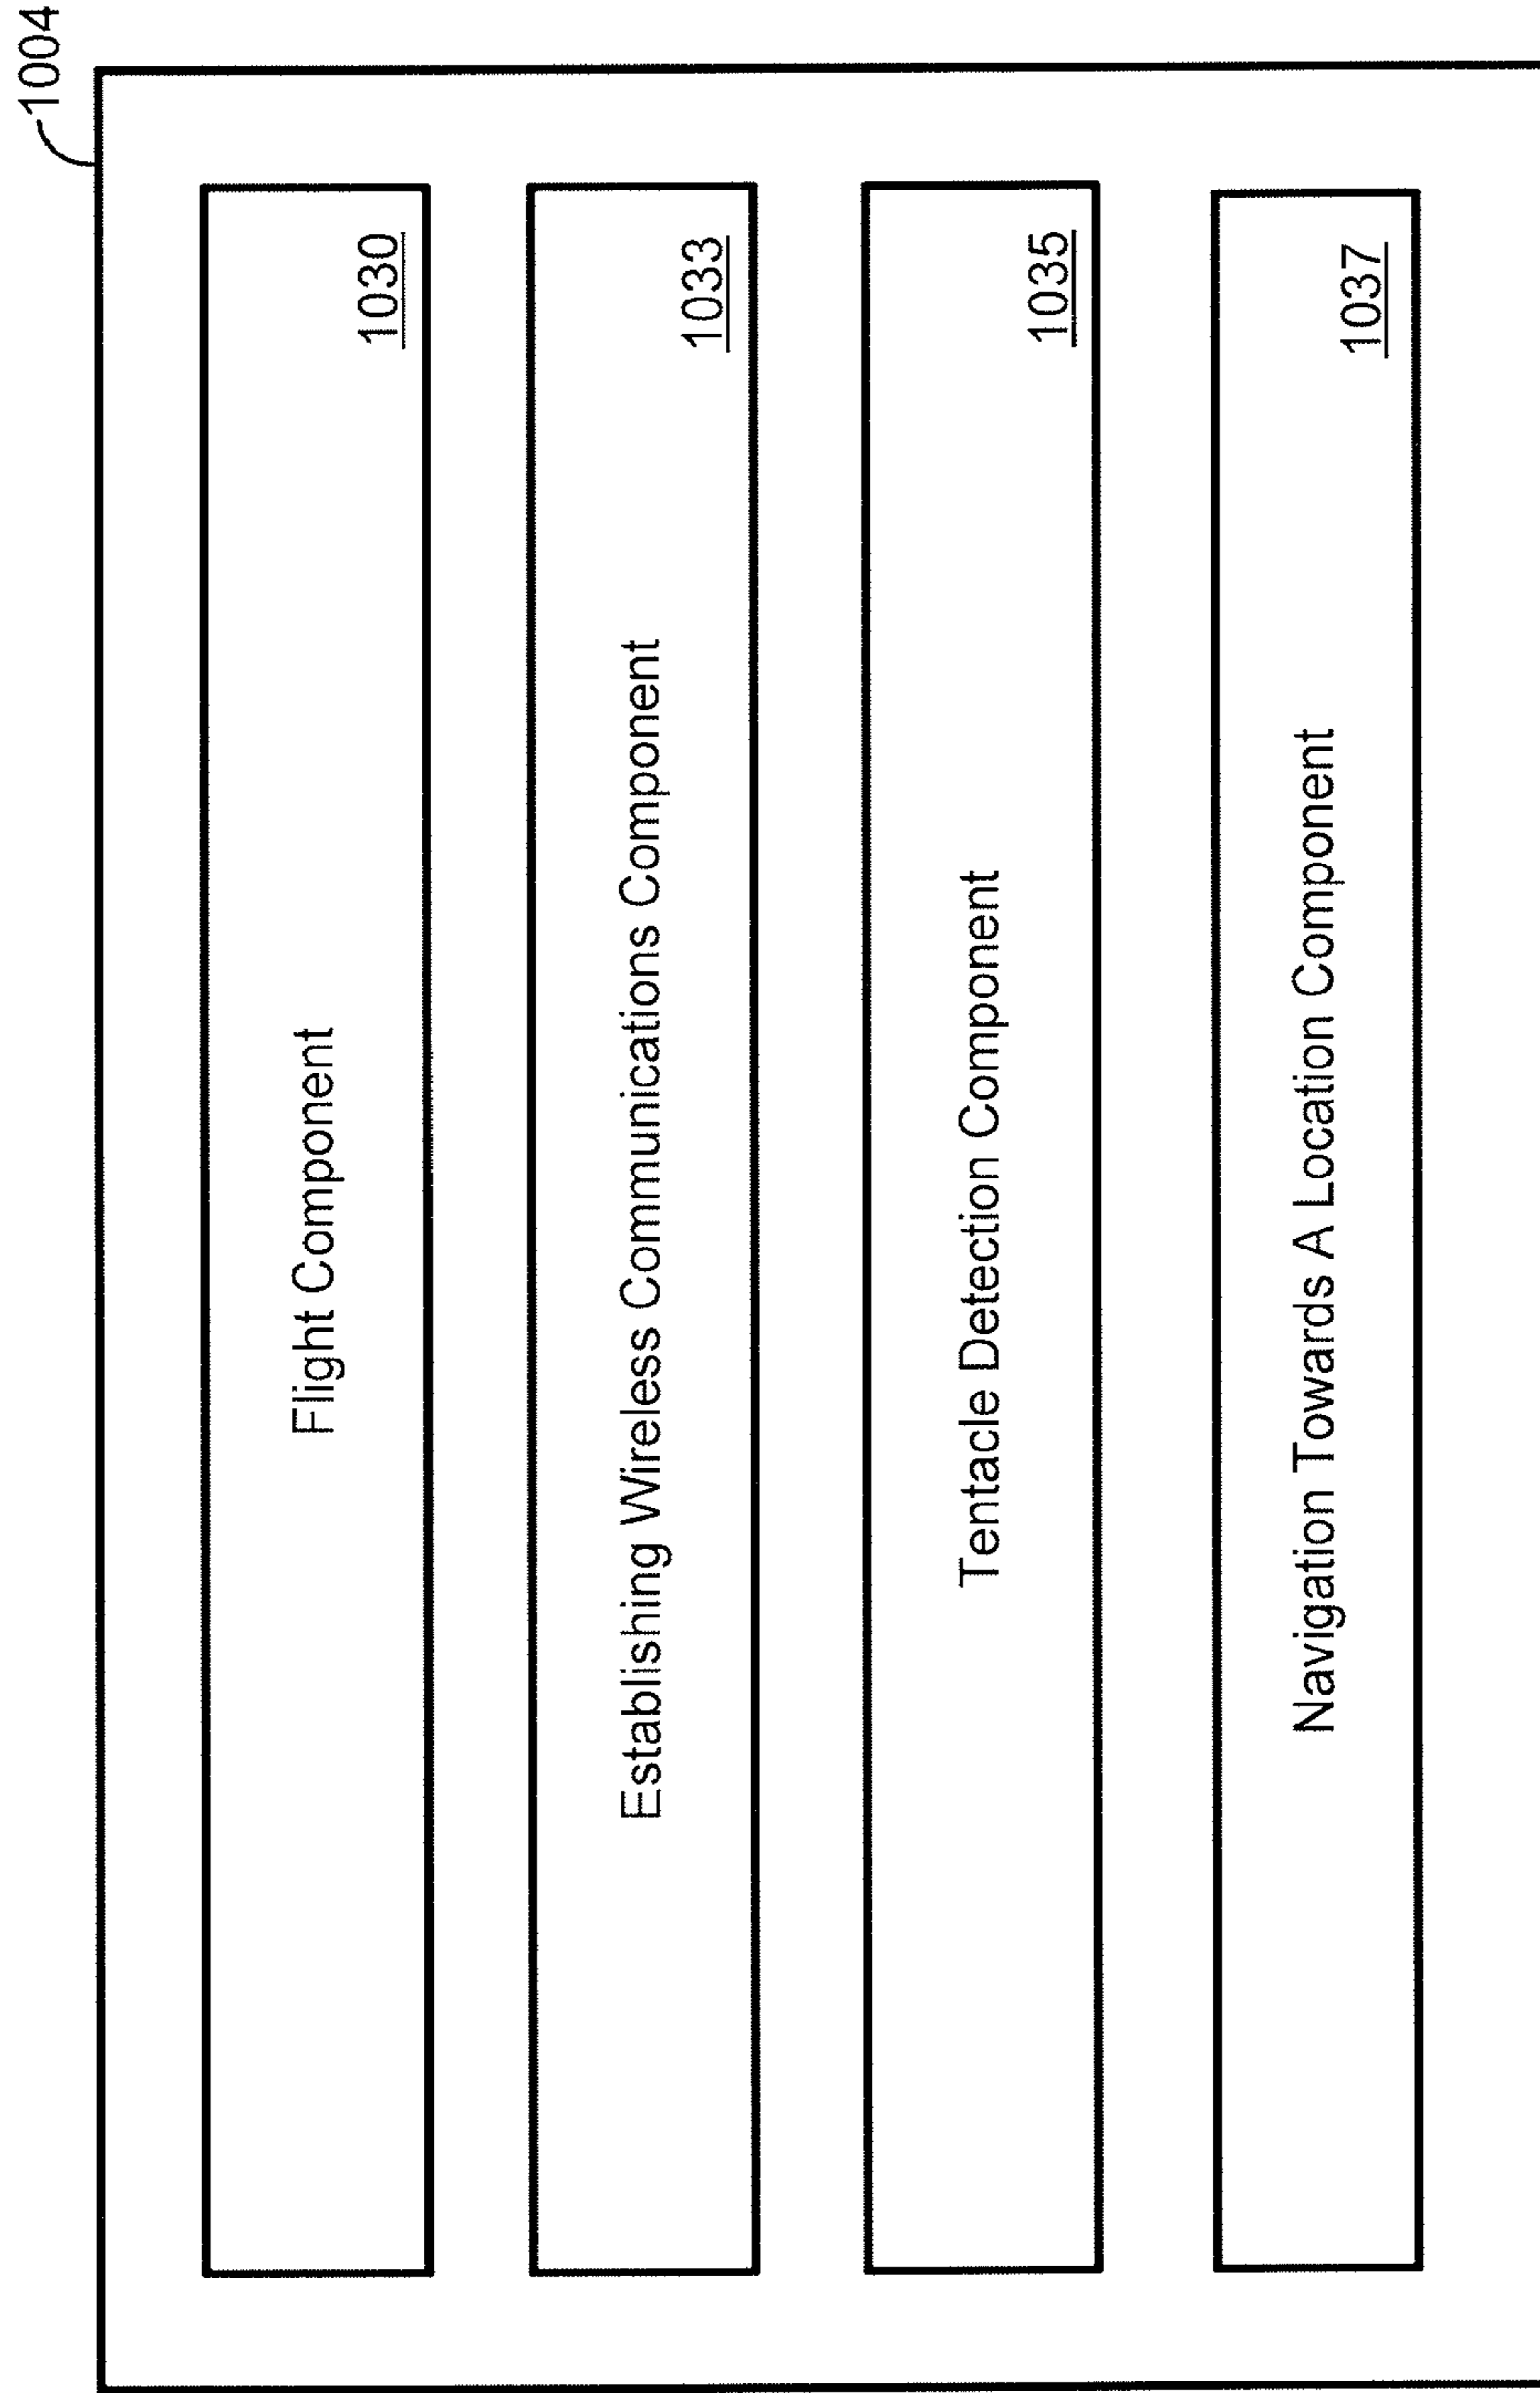 1004
Flight Component
1030
Establishing Wireless Communications Component
1033
Tentacle Detection Component
1035
Navigation Towards A Location Component
1037